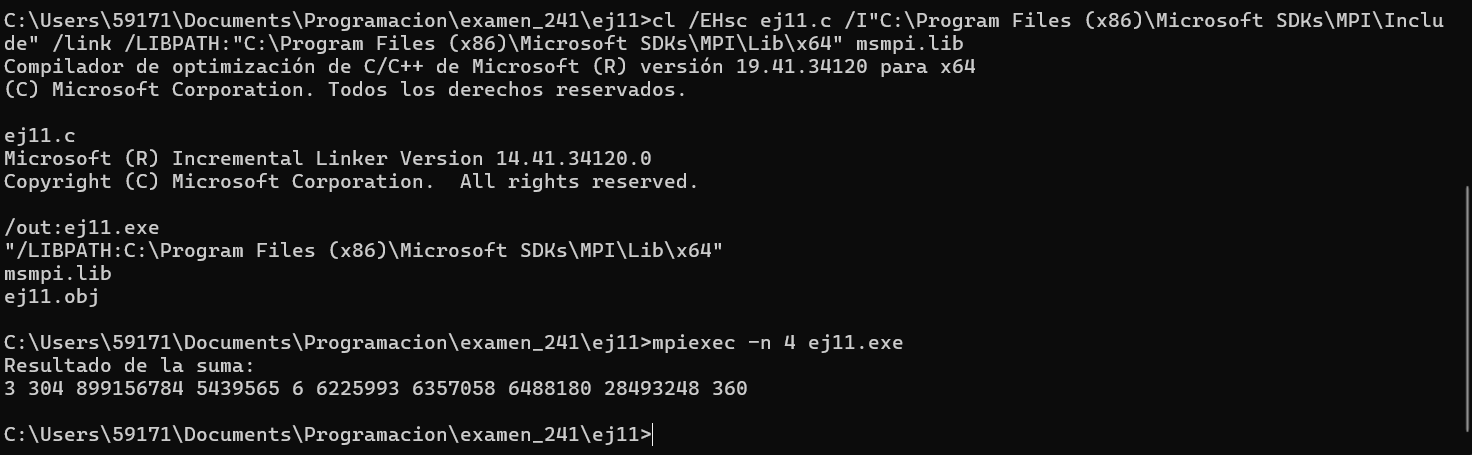 C:\Users\59171\Documents\Programacion\examen_241\ej11>cl /EHsc ej11.c /I"C:\Program Files (x86)\Microsoft SDKs\MPI\Inclu
de" /link /LIBPATH:"C:\Program Files (x86)\Microsoft SDKs\MPI\Lib\x64" msmpi.lib
Compilador de optimización de C/C++ de Microsoft (R) versión 19.41.34120 para x64
(C) Microsoft Corporation. Todos los derechos reservados.

ej11.c
Microsoft (R) Incremental Linker Version 14.41.34120.0
Copyright (C) Microsoft Corporation.  All rights reserved.

/out:ej11.exe
"/LIBPATH:C:\Program Files (x86)\Microsoft SDKs\MPI\Lib\x64"
msmpi.lib
ej11.obj

C:\Users\59171\Documents\Programacion\examen_241\ej11>mpiexec -n 4 ej11.exe
Resultado de la suma:
3 304 899156784 5439565 6 6225993 6357058 6488180 28493248 360

C:\Users\59171\Documents\Programacion\examen_241\ej11>